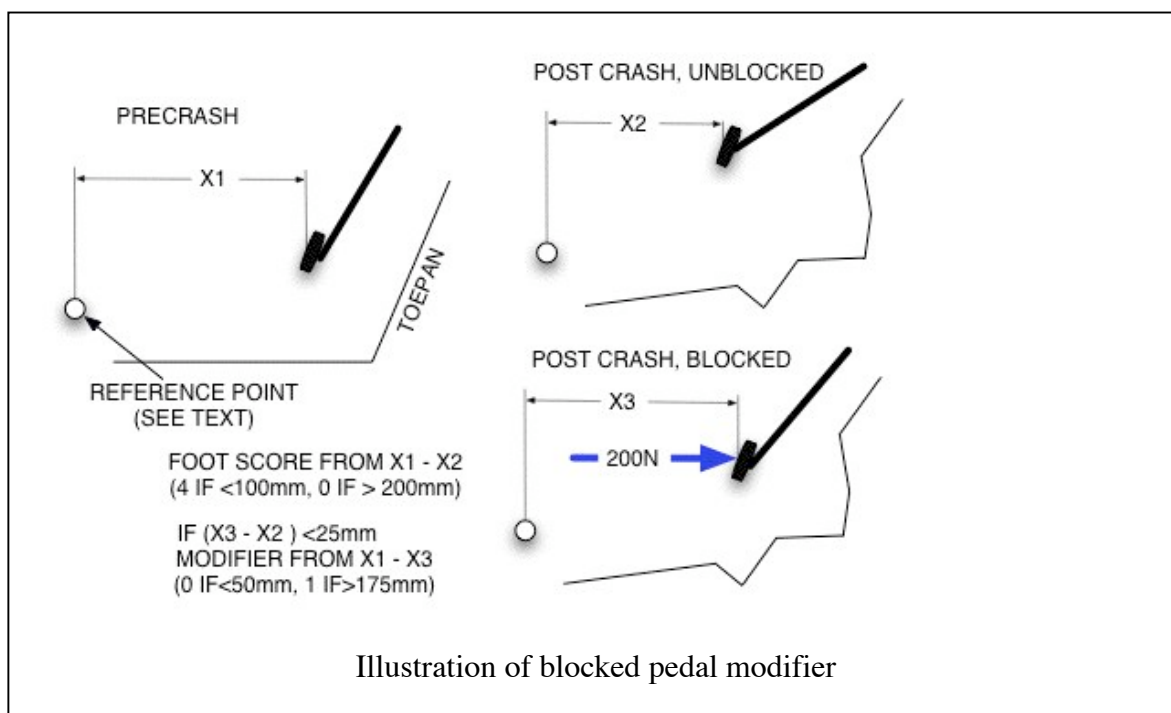 PRECRASH
X1
TOEPAN
REFERENCE POINT
(SEE TEXT)
POST CRASH, UNBLOCKED
X2
POST CRASH, BLOCKED
X3
200N
FOOT SCORE FROM X1 - X2
(4 IF <100mm, 0 IF > 200mm)
IF (X3 - X2 ) <25mm
MODIFIER FROM X1 - X3
(0 IF<50mm, 1 IF>175mm)
Illustration of blocked pedal modifier